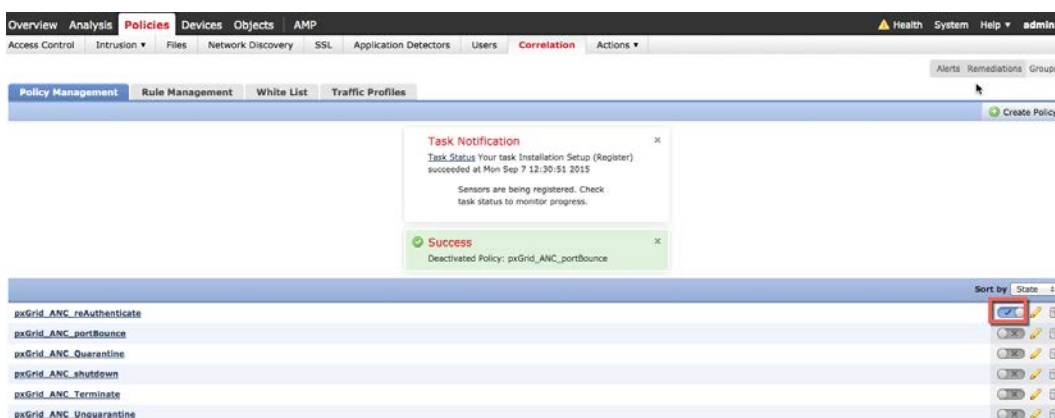 Overview Analysis Policies Devices Objects AMP Health System Help ▾ admin
Access Control Intrusion ▾ Files Network Discovery SSL Application Detectors Users Correlation Actions ▾
Alerts Remediations Group
Policy Management Rule Management White List Traffic Profiles
Create Policy
Task Notification
Task Status Your task Installation Setup (Register)
succeeded at Mon Sep 7 12:30:51 2015
Sensors are being registered. Check
task status to monitor progress.
Success
Deactivated Policy: pxGrid_ANC_portBounce
Sort by State
pxGrid_ANC_reAuthenticate
pxGrid_ANC_portBounce
pxGrid_ANC_Quarantine
pxGrid_ANC_shutdown
pxGrid_ANC_Terminate
pxGrid_ANC_Unquarantine